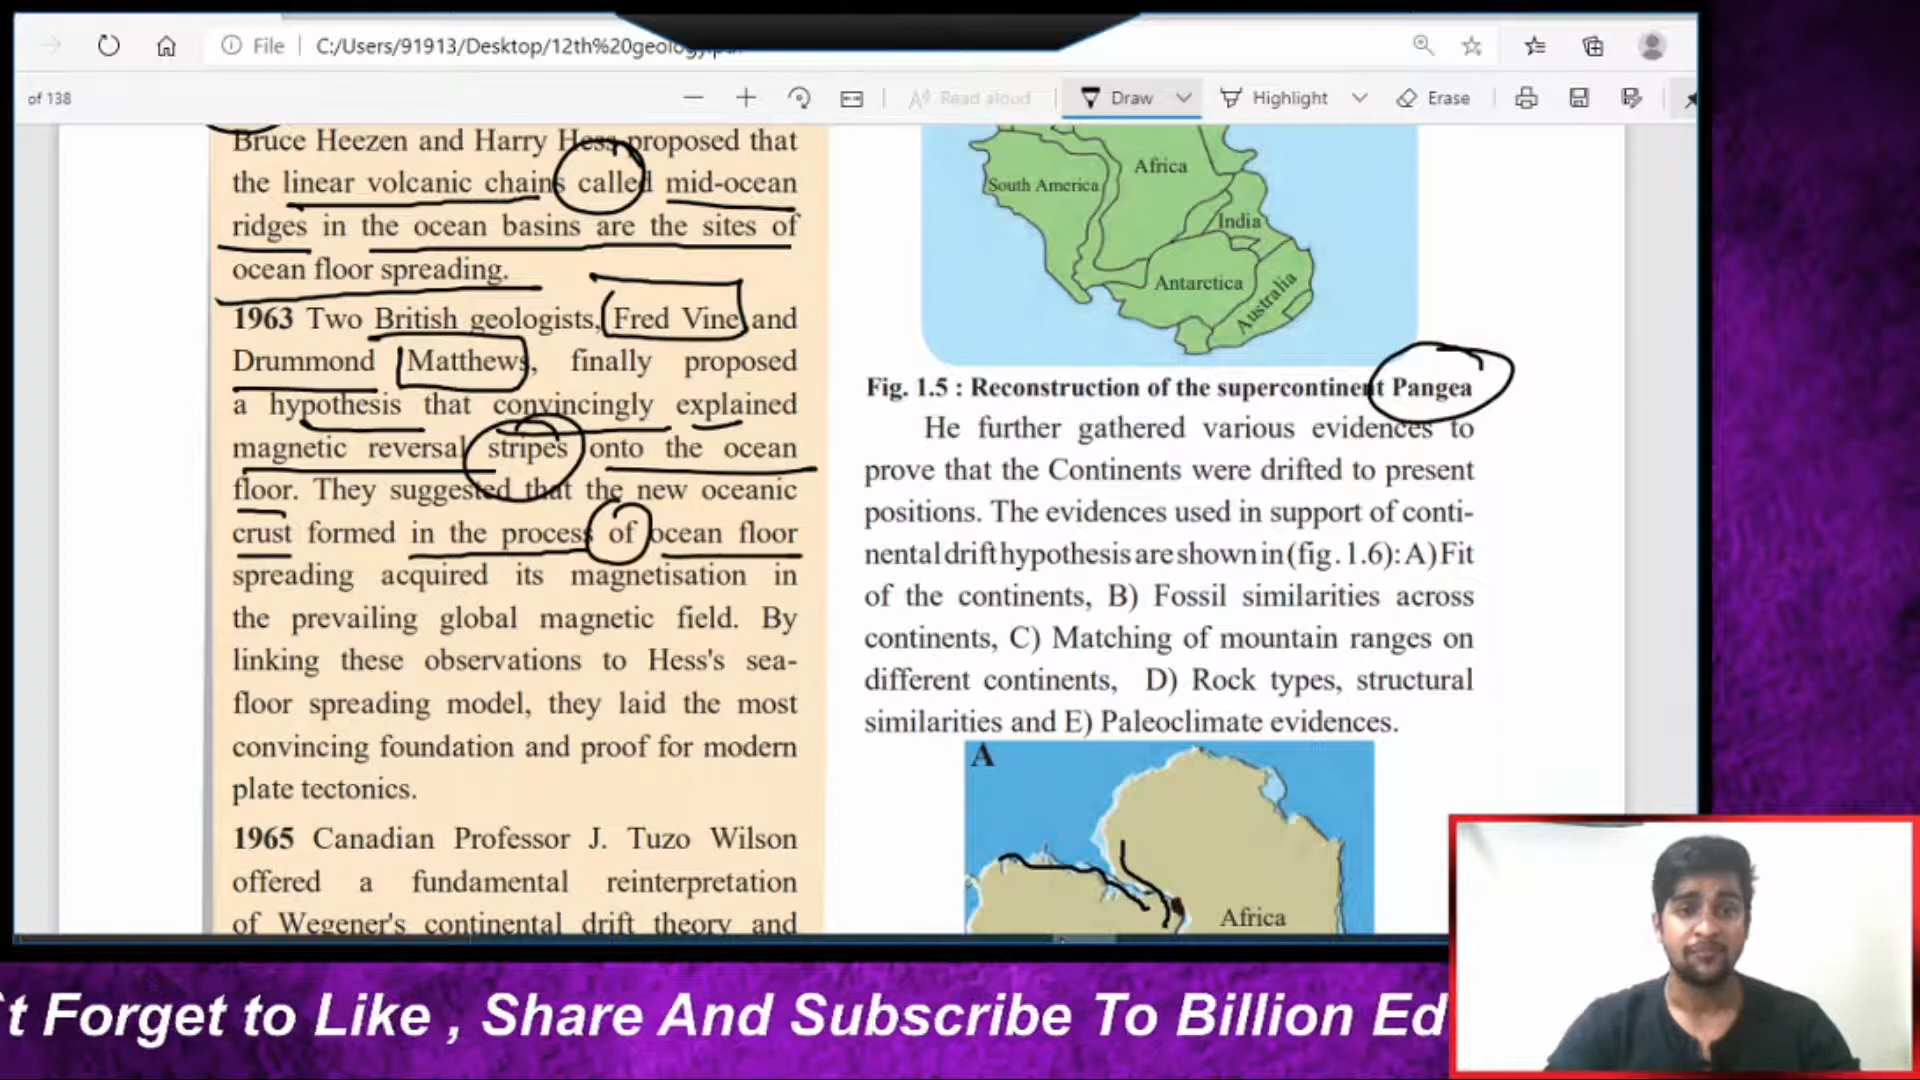 File
C:/Users/91913/Desktop/12th%20geology.pdf
of 138
Read aloud
Draw
Highlight
Erase
Bruce Heezen and Harry Hess proposed that
the linear volcanic chains called mid-ocean
ridges in the ocean basins are the sites of
ocean floor spreading.
1963 Two British geologists, Fred Vine and
Drummond Matthews, finally proposed
a hypothesis that convincingly explained
magnetic reversal stripes onto the ocean
floor. They suggested that the new oceanic
crust formed in the process of ocean floor
spreading acquired its magnetisation in
the prevailing global magnetic field. By
linking these observations to Hess's sea-
floor spreading model, they laid the most
convincing foundation and proof for modern
plate tectonics.
1965 Canadian Professor J. Tuzo Wilson
offered a fundamental reinterpretation
of Wegener's continental drift theory and
Africa
South America
India
Antarctica
Australia
Fig. 1.5 : Reconstruction of the supercontinent Pangea
He further gathered various evidences to
prove that the Continents were drifted to present
positions. The evidences used in support of conti-
nental drift hypothesis are shown in (fig. 1.6): A) Fit
of the continents, B) Fossil similarities across
continents, C) Matching of mountain ranges on
different continents, D) Rock types, structural
similarities and E) Paleoclimate evidences.
A
Africa
't Forget to Like , Share And Subscribe To Billion Ed